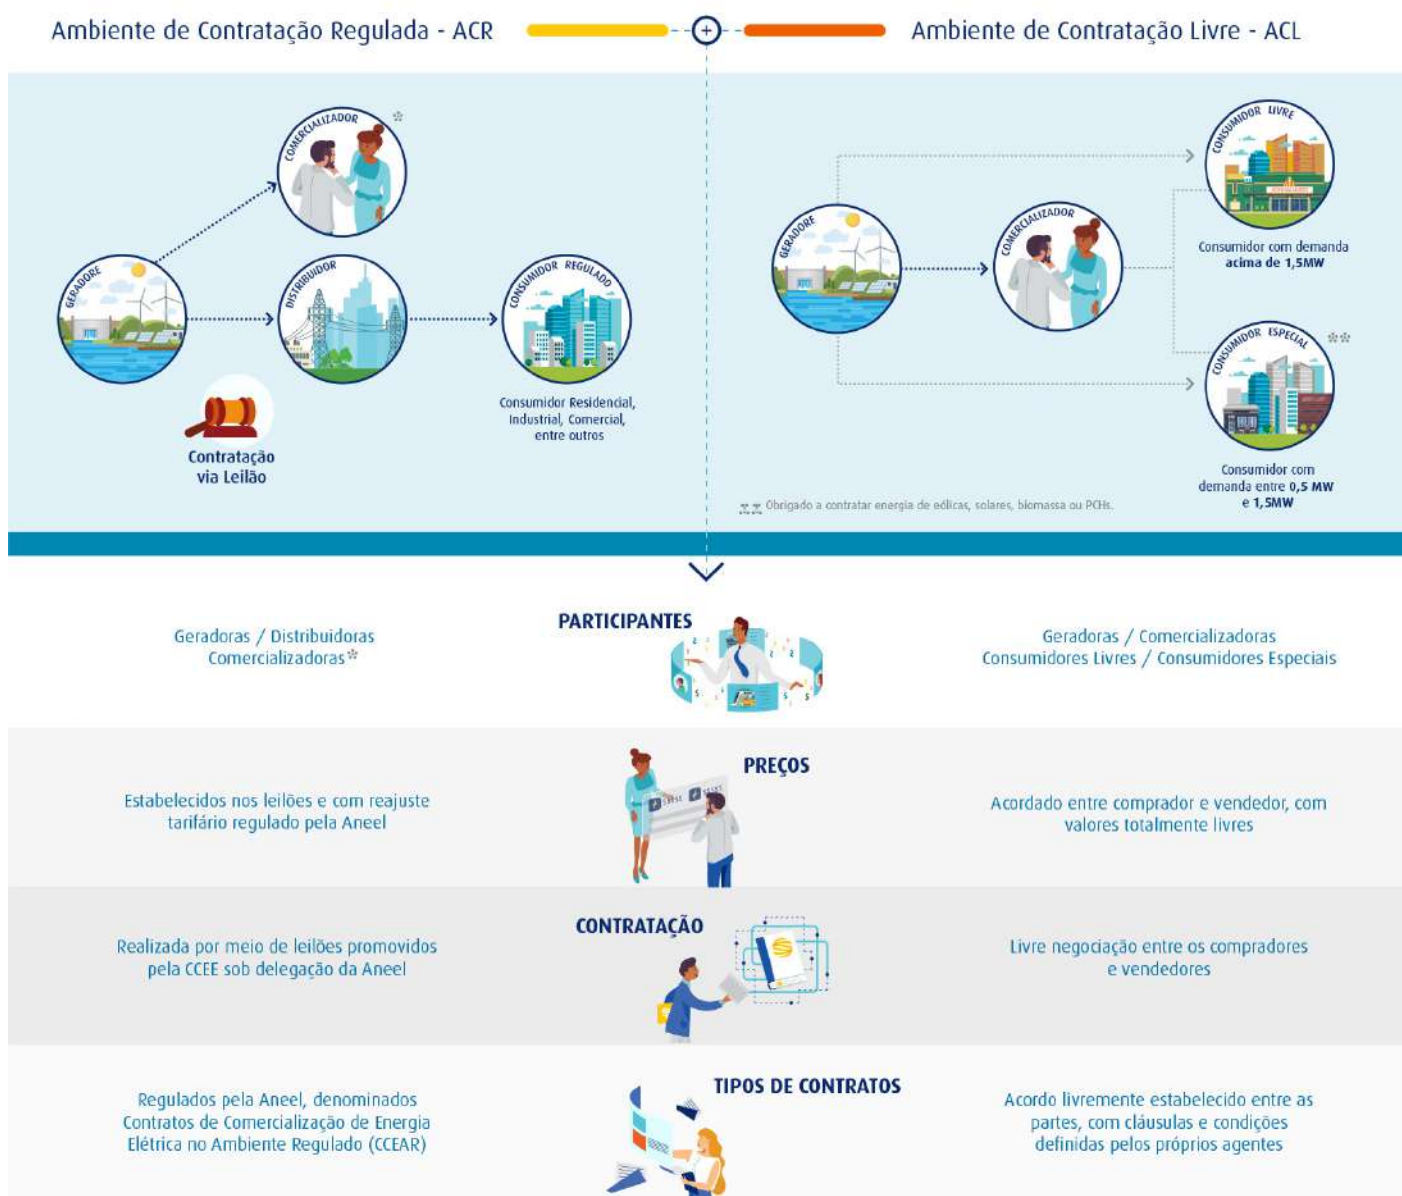 Ambiente de Contratação Regulada - ACR
Ambiente de Contratação Livre - ACL
COMERCIALIZADOR *
GERADORE
DISTRIBUIDOR
CONSUMIDOR REGULADO
Consumidor Residencial,
Industrial, Comercial,
entre outros
Contratação
via Leilão
GERADORE
COMERCIALIZADOR
CONSUMIDOR LIVRE
Consumidor com demanda
acima de 1,5MW
CONSUMIDOR ESPECIAL **
Consumidor com
demanda entre 0,5 MW
e 1,5MW
** Obrigado a contratar energia de eólicas, solares, biomassa ou PCHs.
PARTICIPANTES
Geradoras / Distribuidoras
Comercializadoras*
Geradoras / Comercializadoras
Consumidores Livres / Consumidores Especiais
PREÇOS
Estabelecidos nos leilões e com reajuste
tarifário regulado pela Aneel
Acordado entre comprador e vendedor, com
valores totalmente livres
CONTRATAÇÃO
Realizada por meio de leilões promovidos
pela CCEE sob delegação da Aneel
Livre negociação entre os compradores
e vendedores
TIPOS DE CONTRATOS
Regulados pela Aneel, denominados
Contratos de Comercialização de Energia
Elétrica no Ambiente Regulado (CCEAR)
Acordo livremente estabelecido entre as
partes, com cláusulas e condições
definidas pelos próprios agentes